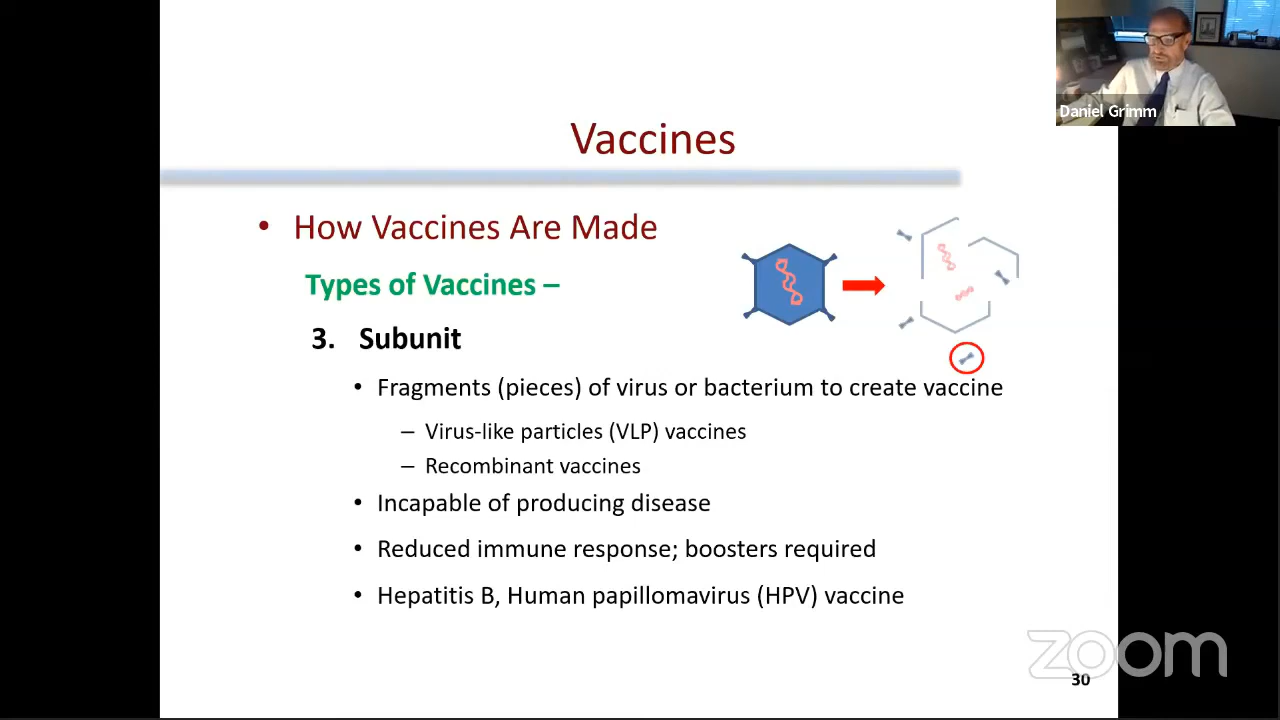 Daniel Grimm
Vaccines
• How Vaccines Are Made
Types of Vaccines –
3. Subunit
• Fragments (pieces) of virus or bacterium to create vaccine
– Virus-like particles (VLP) vaccines
– Recombinant vaccines
• Incapable of producing disease
• Reduced immune response; boosters required
• Hepatitis B, Human papillomavirus (HPV) vaccine
zoom
30